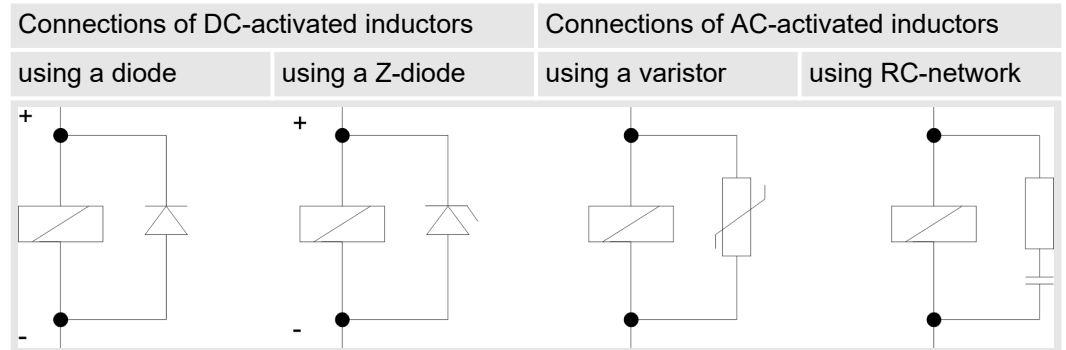 Connections of DC-activated inductors
Connections of AC-activated inductors
using a diode
using a Z-diode
using a varistor
using RC-network
+
+
-
-